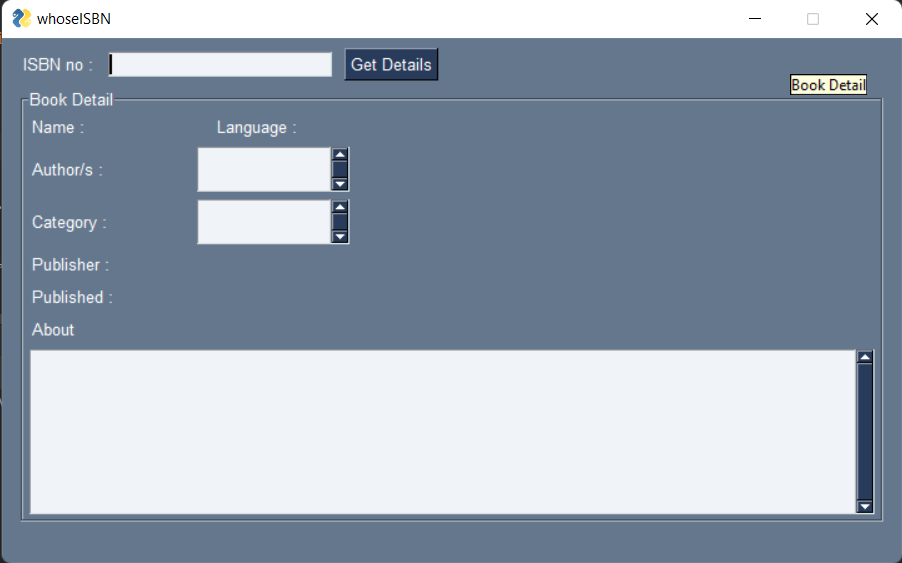 whoseISBN
ISBN no :
Get Details
Book Detail
Book Detail
Name :
Language :
Author/s :
Category :
Publisher :
Published :
About